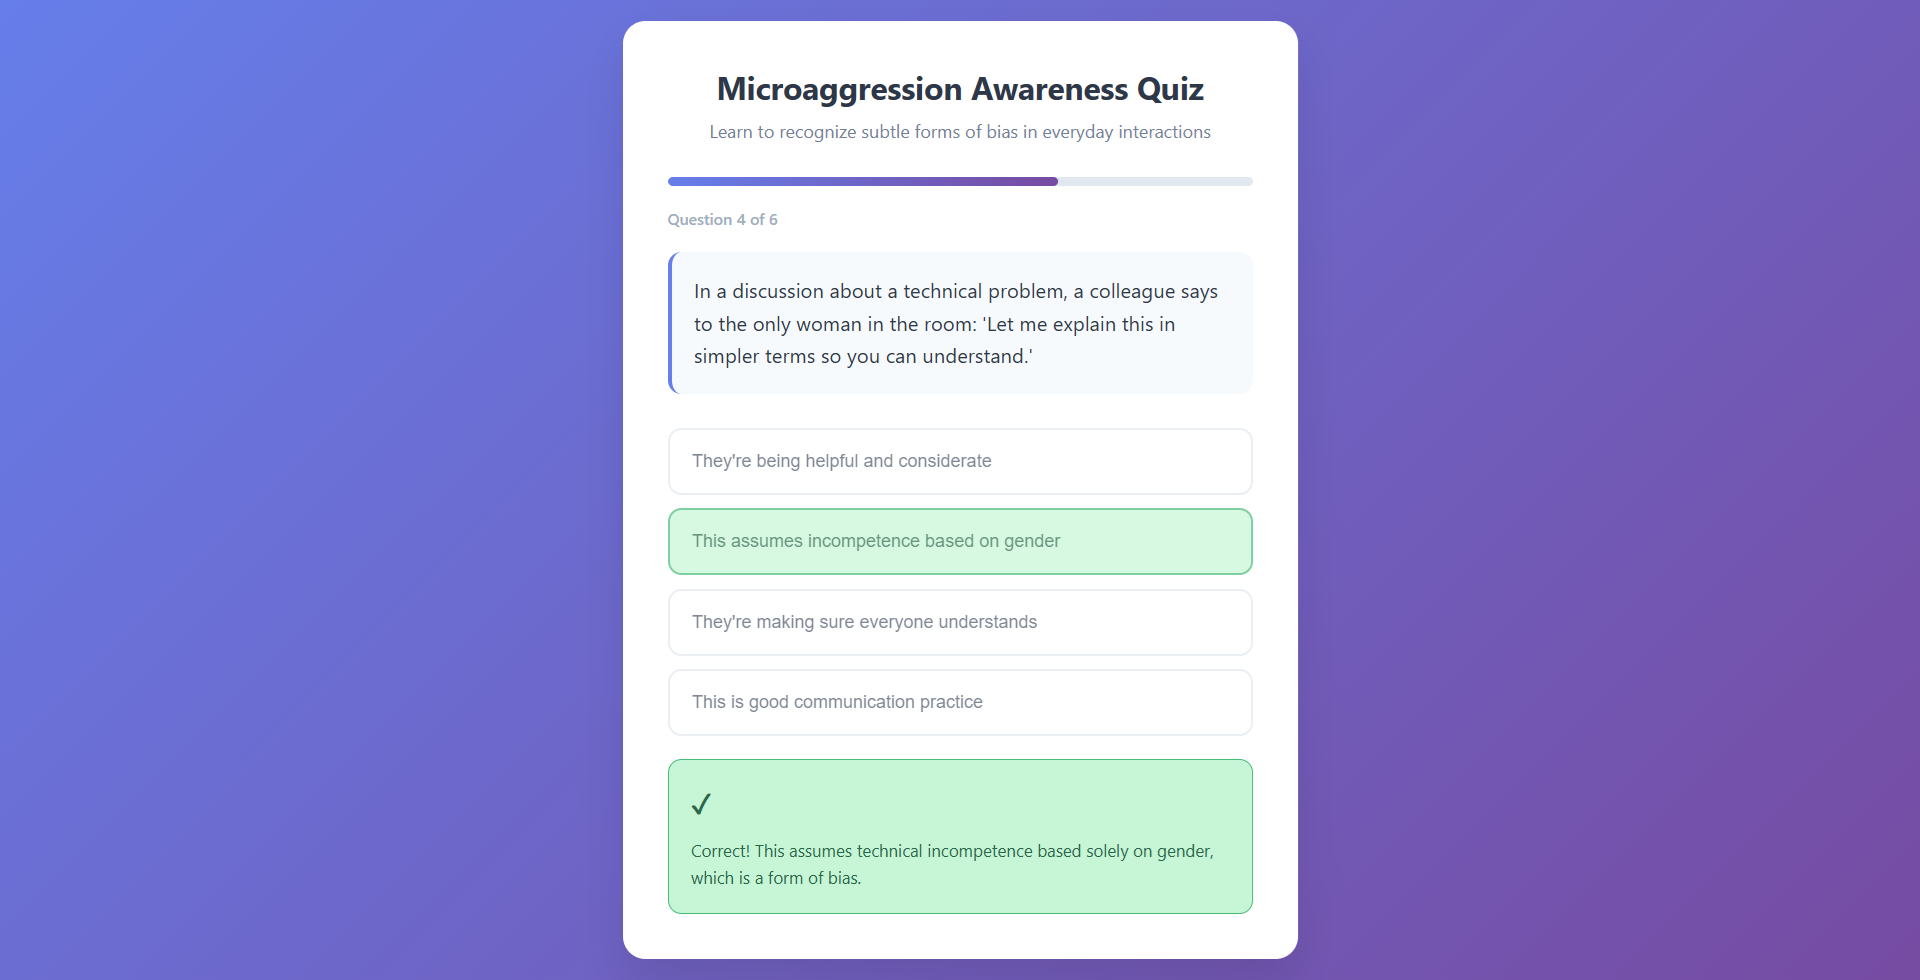 Microaggression Awareness Quiz
Learn to recognize subtle forms of bias in everyday interactions
Question 4 of 6
In a discussion about a technical problem, a colleague says
to the only woman in the room: 'Let me explain this in
simpler terms so you can understand.'
They're being helpful and considerate
This assumes incompetence based on gender
They're making sure everyone understands
This is good communication practice
✓
Correct! This assumes technical incompetence based solely on gender,
which is a form of bias.